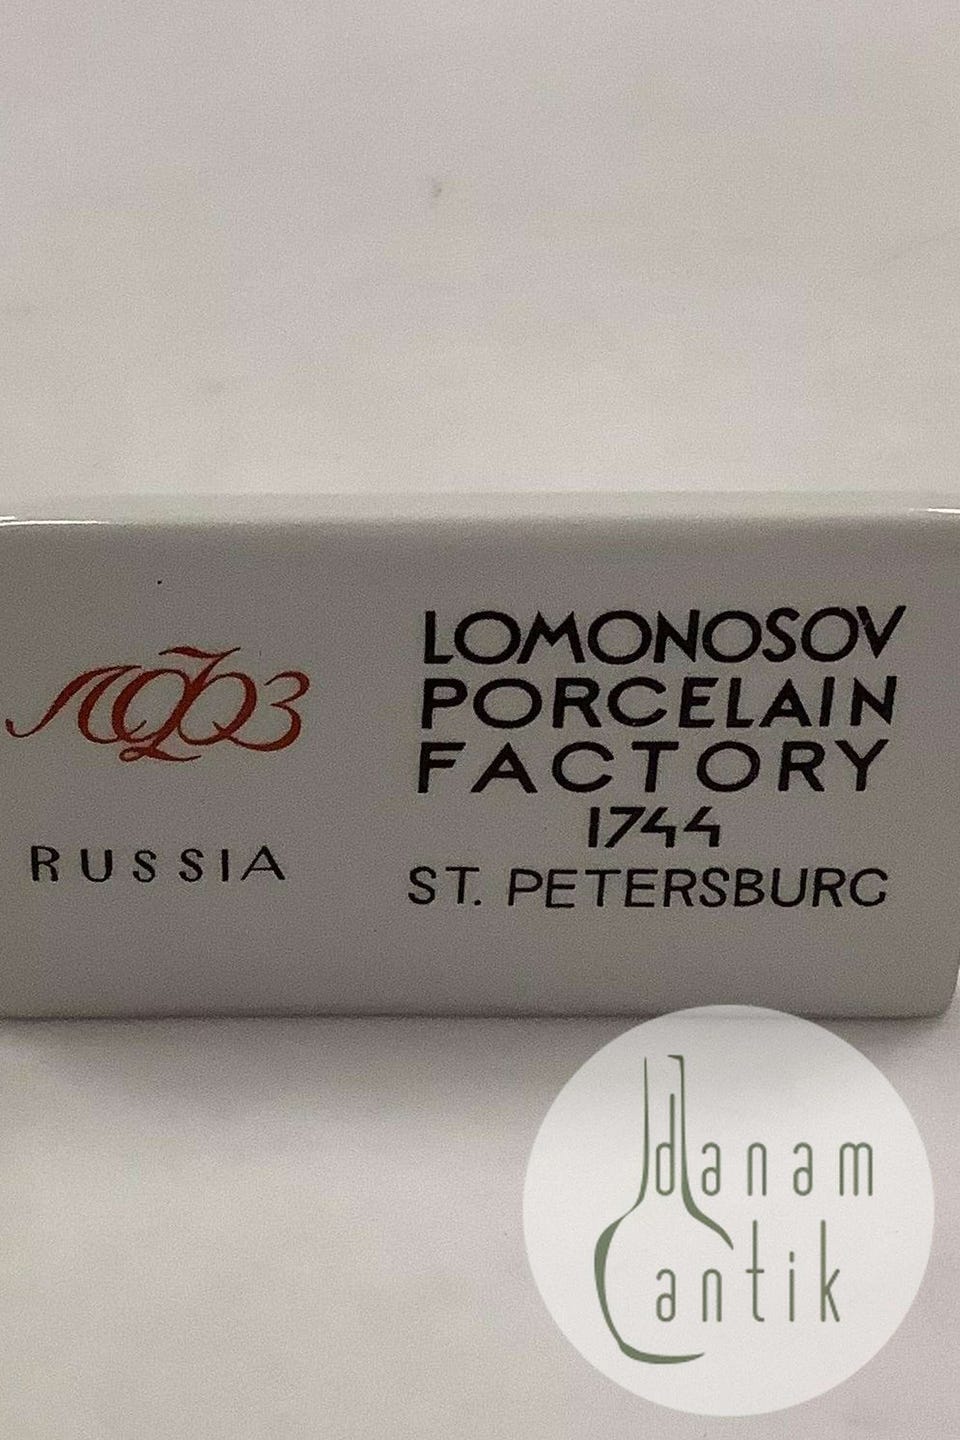 ЛФЗ
RUSSIA
LOMONOSOV
PORCELAIN
FACTORY
1744
ST. PETERSBURG
danam
antik